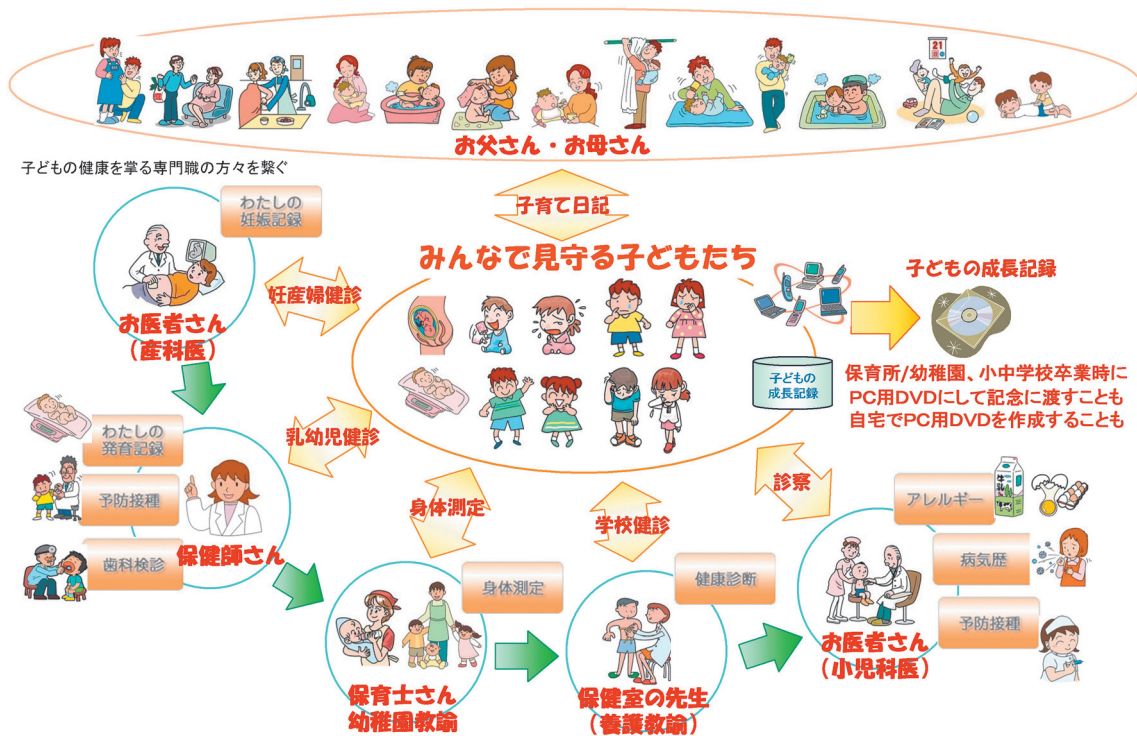 21
お父さん・お母さん
子どもの健康を掌る専門職の方々を繋ぐ
子育て日記
わたしの
妊娠記録
みんなで見守る子どもたち
妊産婦健診
お医者さん
(産科医)
子どもの成長記録
子どもの
成長記録
保育所/幼稚園、小中学校卒業時に
PC用DVDにして記念に渡すことも
自宅でPC用DVDを作成することも
わたしの
発育記録
乳幼児健診
予防接種
保健師さん
歯科検診
身体測定
学校健診
診察
アレルギー
牛乳
身体測定
健康診断
病気歴
予防接種
お医者さん
(小児科医)
保育士さん
幼稚園教諭
保健室の先生
(養護教諭)